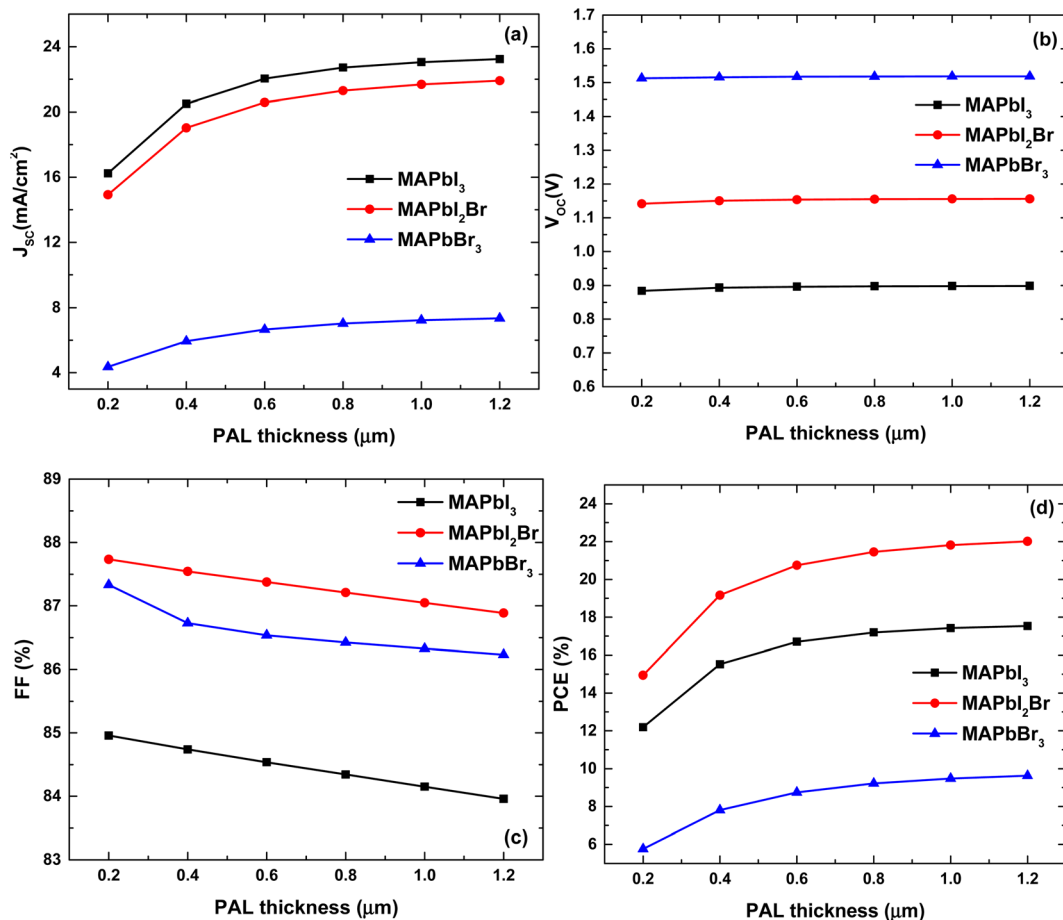 (a)
24
20
16
12
8
4
J_SC(mA/cm²)
MAPbI₃
MAPbI₂Br
MAPbBr₃
0.2 0.4 0.6 0.8 1.0 1.2
PAL thickness (μm)
(b)
1.7
1.6
1.5
1.4
1.3
1.2
1.1
1.0
0.9
0.8
0.7
0.6
V_OC(V)
MAPbI₃
MAPbI₂Br
MAPbBr₃
0.2 0.4 0.6 0.8 1.0 1.2
PAL thickness (μm)
89
88
87
86
85
84
83
FF (%)
MAPbI₃
MAPbI₂Br
MAPbBr₃
(c)
0.2 0.4 0.6 0.8 1.0 1.2
PAL thickness (μm)
(d)
24
22
20
18
16
14
12
10
8
6
PCE (%)
MAPbI₃
MAPbI₂Br
MAPbBr₃
0.2 0.4 0.6 0.8 1.0 1.2
PAL thickness (μm)